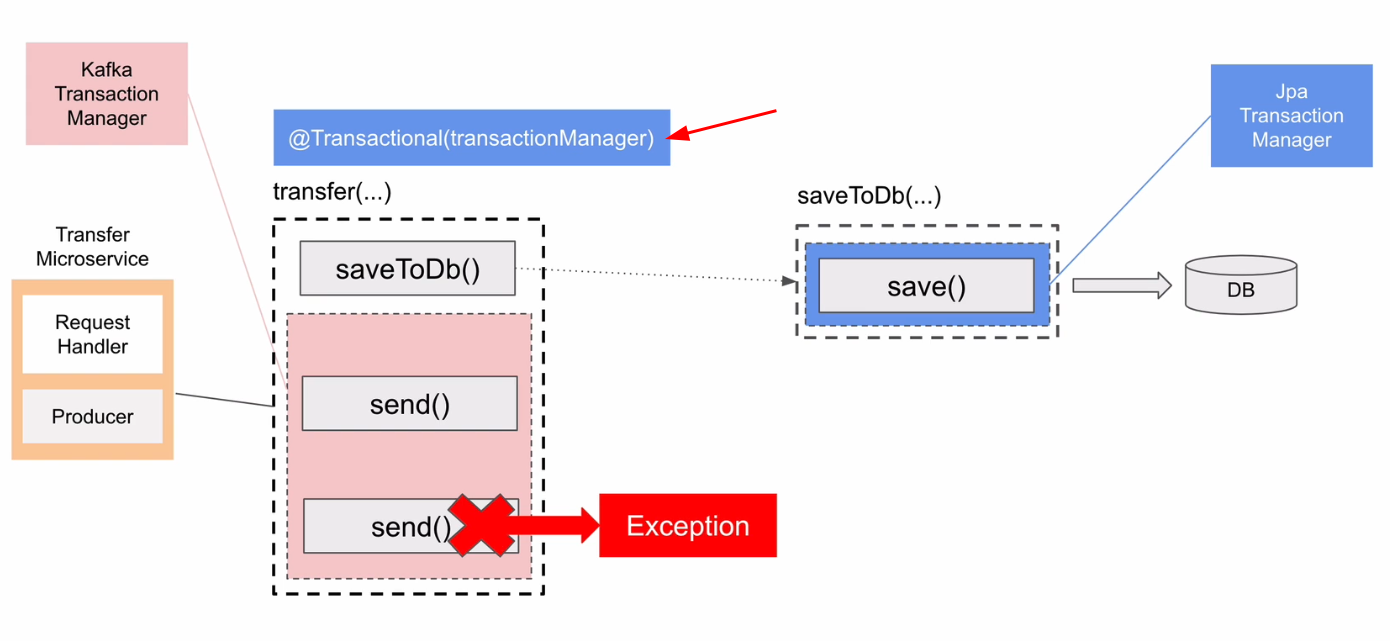 Kafka
Transaction
Manager
@Transactional(transactionManager)
Jpa
Transaction
Manager
transfer(...)
saveToDb(...)
Transfer
Microservice
saveToDb()
save()
DB
Request
Handler
send()
Producer
send()
Exception